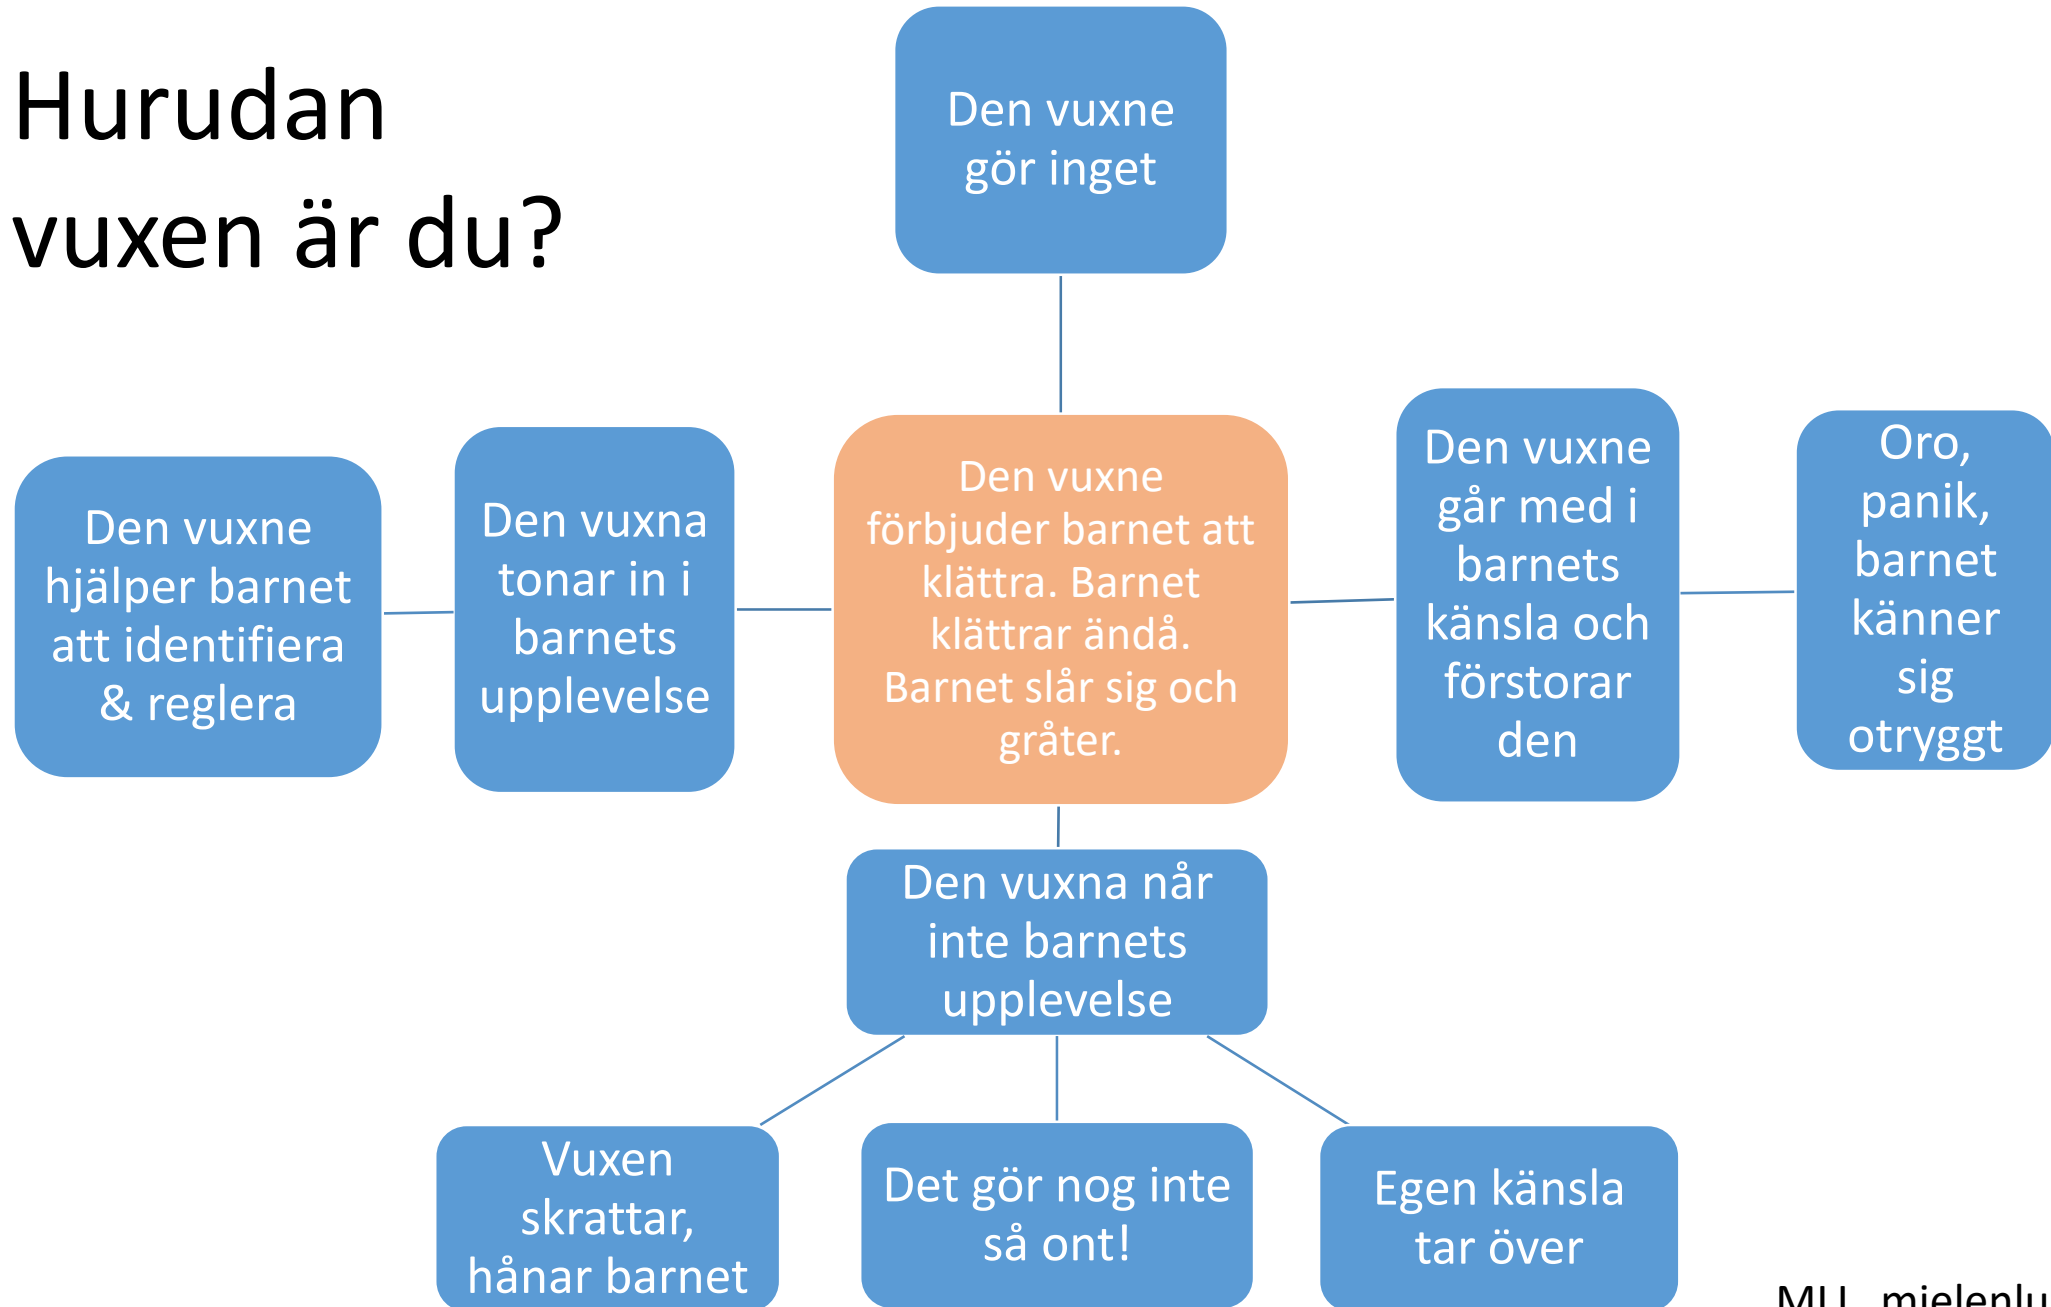 Hurudan
vuxen är du?
Den vuxne
gör inget
Den vuxne
hjälper barnet
att identifiera
& reglera
Den vuxna
tonar in i
barnets
upplevelse
Den vuxne
förbjuder barnet att
klättra. Barnet
klättrar ändå.
Barnet slår sig och
gråter.
Den vuxne
går med i
barnets
känsla och
förstorar
den
Oro,
panik,
barnet
känner
sig
otryggt
Den vuxna når
inte barnets
upplevelse
Vuxen
skrattar,
hånar barnet
Det gör nog inte
så ont!
Egen känsla
tar över